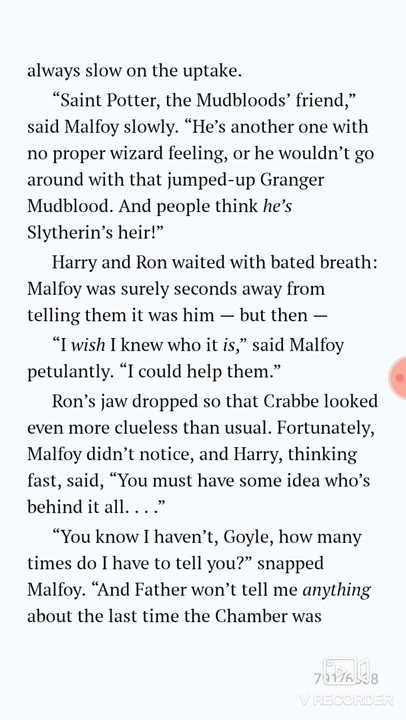 always slow on the uptake.
“Saint Potter, the Mudbloods’ friend,”
said Malfoy slowly. “He’s another one with
no proper wizard feeling, or he wouldn’t go
around with that jumped-up Granger
Mudblood. And people think he’s
Slytherin’s heir!”
Harry and Ron waited with bated breath:
Malfoy was surely seconds away from
telling them it was him — but then —
“I wish I knew who it is,” said Malfoy
petulantly. “I could help them.”
Ron’s jaw dropped so that Crabbe looked
even more clueless than usual. Fortunately,
Malfoy didn’t notice, and Harry, thinking
fast, said, “You must have some idea who’s
behind it all. . . .”
“You know I haven’t, Goyle, how many
times do I have to tell you?” snapped
Malfoy. “And Father won’t tell me anything
about the last time the Chamber was
V RECORDER